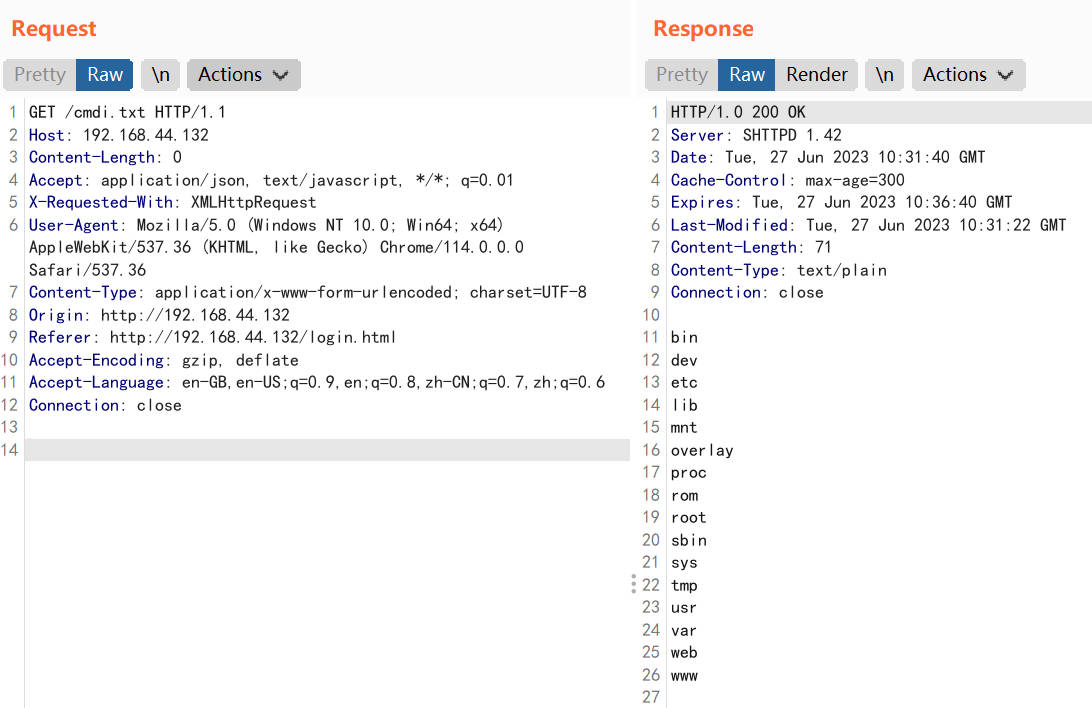 Request
Pretty Raw \n Actions
1 GET /cmdi.txt HTTP/1.1
2 Host: 192.168.44.132
3 Content-Length: 0
4 Accept: application/json, text/javascript, */*; q=0.01
5 X-Requested-With: XMLHttpRequest
6 User-Agent: Mozilla/5.0 (Windows NT 10.0; Win64; x64)
AppleWebKit/537.36 (KHTML, like Gecko) Chrome/114.0.0.0
Safari/537.36
7 Content-Type: application/x-www-form-urlencoded; charset=UTF-8
8 Origin: http://192.168.44.132
9 Referer: http://192.168.44.132/login.html
10 Accept-Encoding: gzip, deflate
11 Accept-Language: en-GB,en-US;q=0.9,en;q=0.8,zh-CN;q=0.7,zh;q=0.6
12 Connection: close
13
14
Response
Pretty Raw Render \n Actions
1 HTTP/1.0 200 OK
2 Server: SHTTPD 1.42
3 Date: Tue, 27 Jun 2023 10:31:40 GMT
4 Cache-Control: max-age=300
5 Expires: Tue, 27 Jun 2023 10:36:40 GMT
6 Last-Modified: Tue, 27 Jun 2023 10:31:22 GMT
7 Content-Length: 71
8 Content-Type: text/plain
9 Connection: close
10
11 bin
12 dev
13 etc
14 lib
15 mnt
16 overlay
17 proc
18 rom
19 root
20 sbin
21 sys
22 tmp
23 usr
24 var
25 web
26 www
27